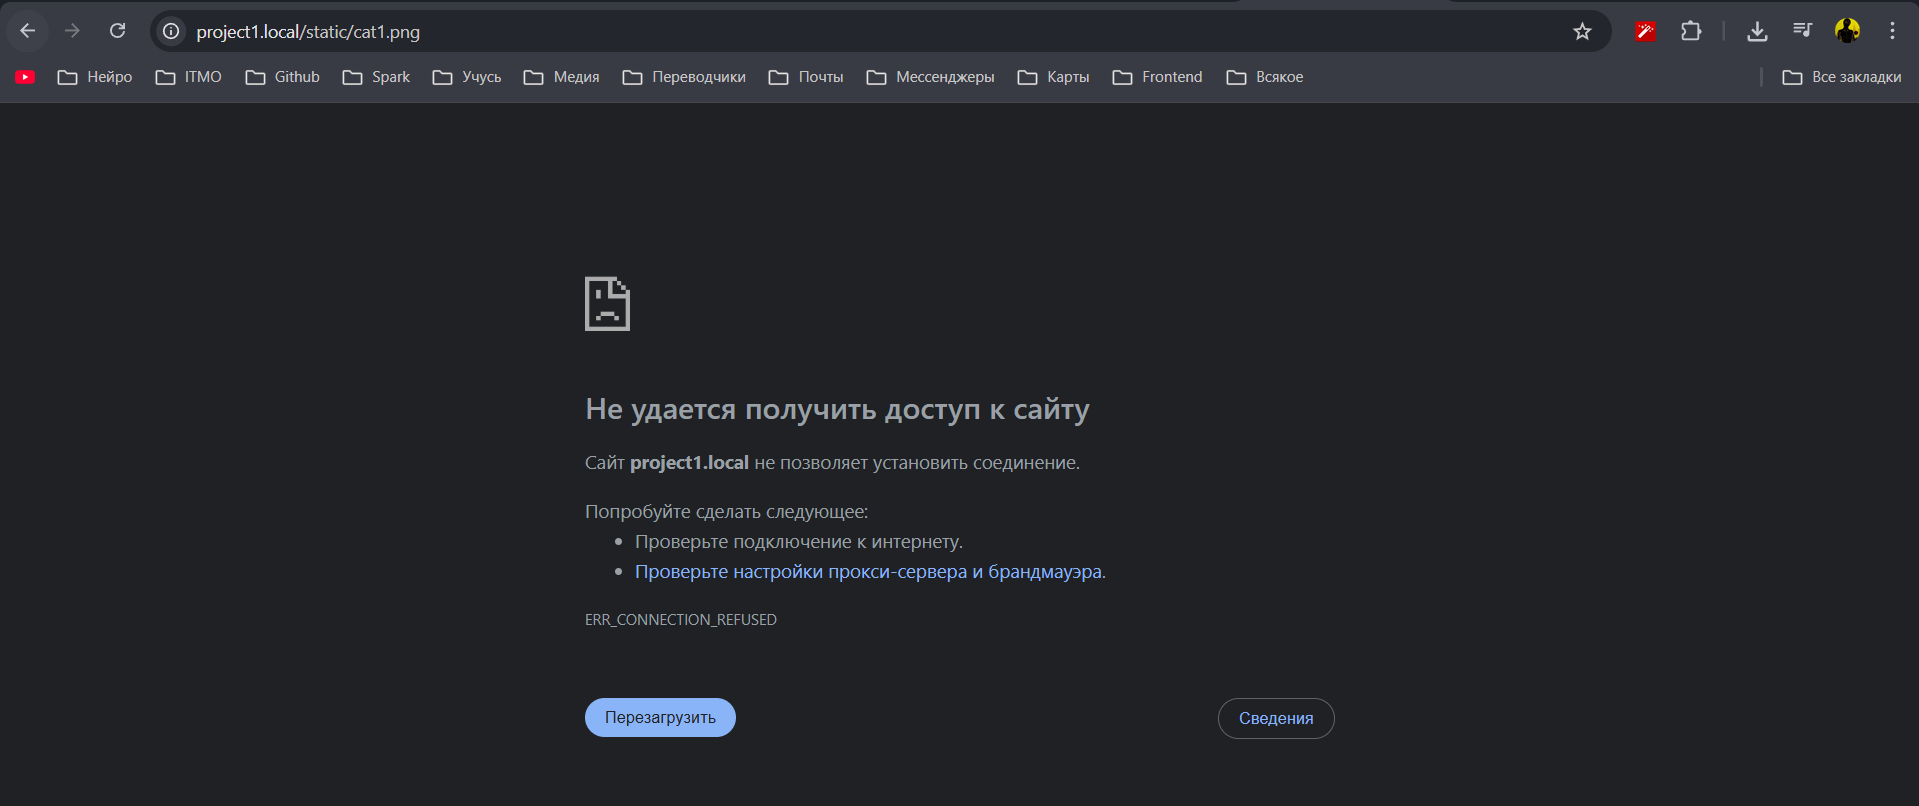 project1.local/static/cat1.png
Нейро ITMO Github Spark Учусь Медия Переводчики Почты Мессенджеры Карты Frontend Всякое Все закладки
Не удается получить доступ к сайту
Сайт project1.local не позволяет установить соединение.
Попробуйте сделать следующее:
Проверьте подключение к интернету.
Проверьте настройки прокси-сервера и брандмауэра.
ERR_CONNECTION_REFUSED
Перезагрузить Сведения